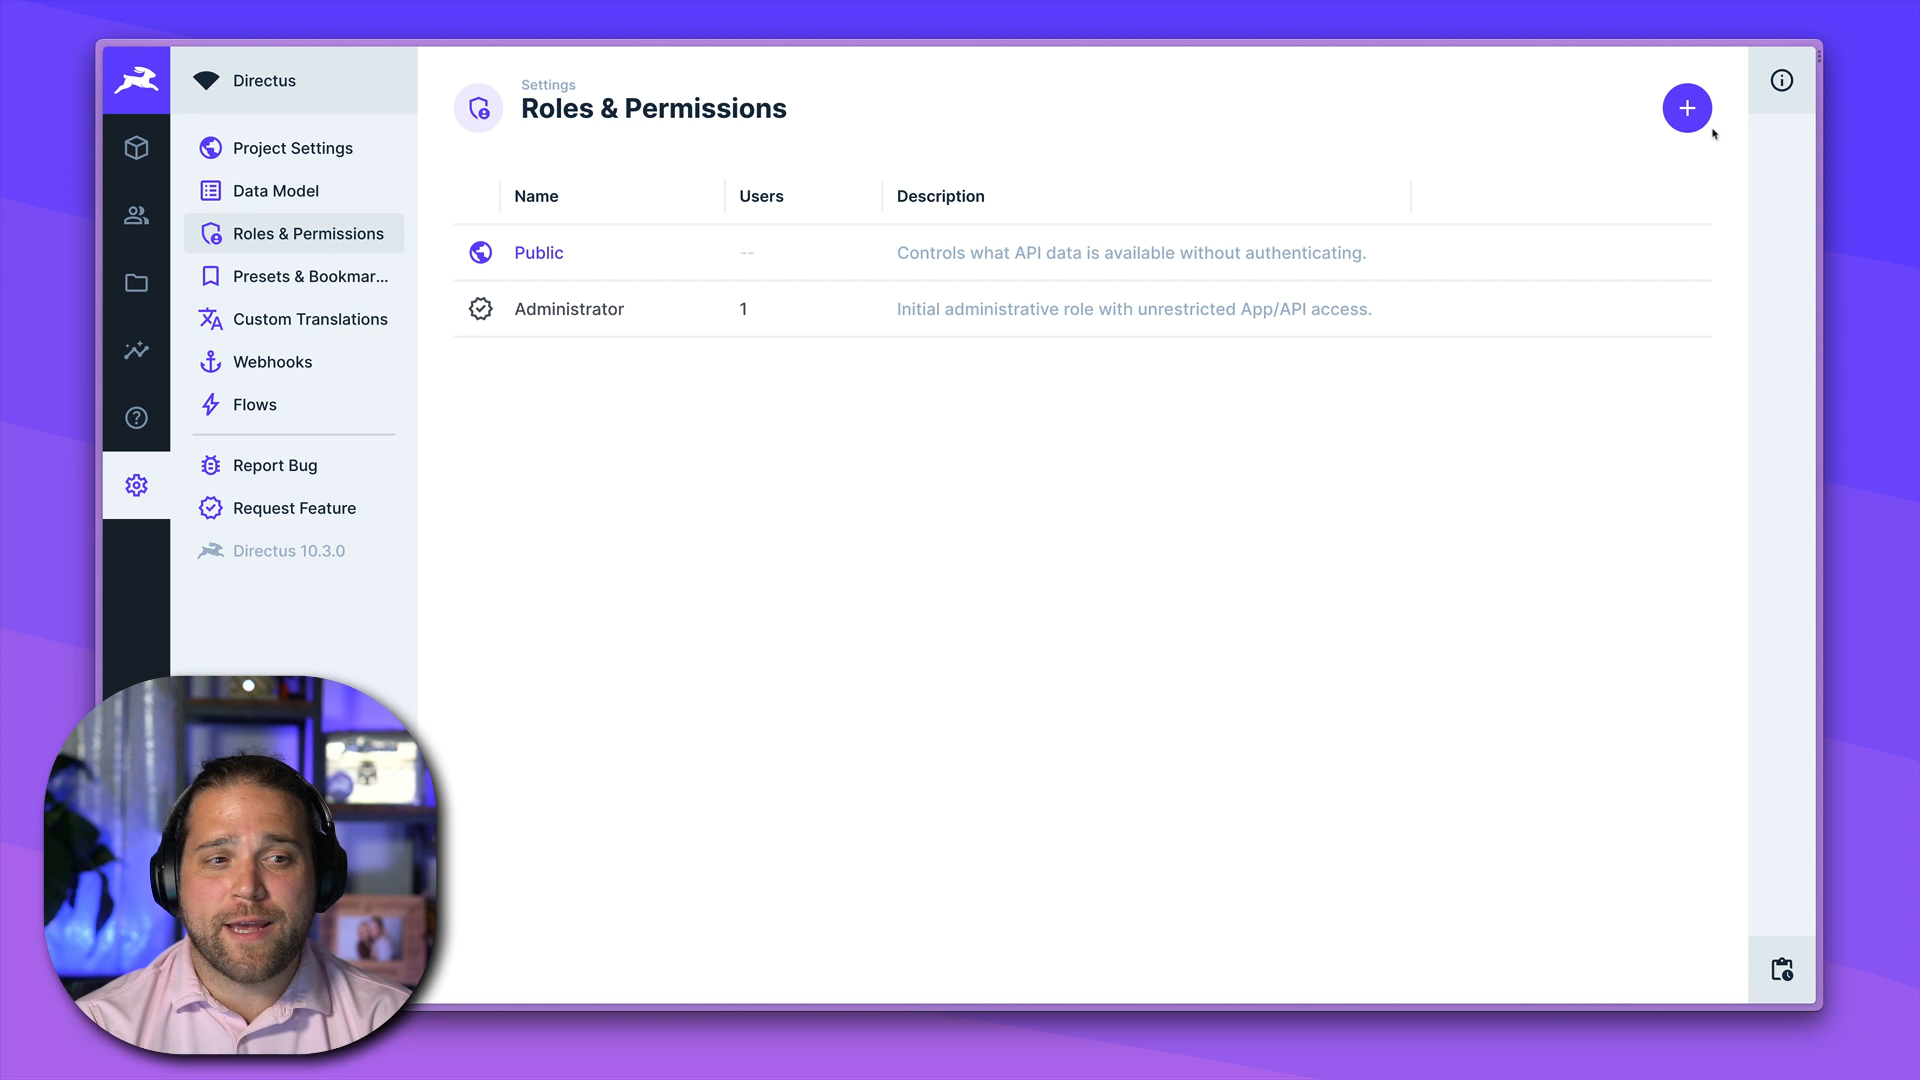 Directus
Project Settings
Data Model
Roles & Permissions
Presets & Bookmar...
Custom Translations
Webhooks
Flows
Report Bug
Request Feature
Directus 10.3.0
Settings
Roles & Permissions
Name Users Description
Public -- Controls what API data is available without authenticating.
Administrator 1 Initial administrative role with unrestricted App/API access.